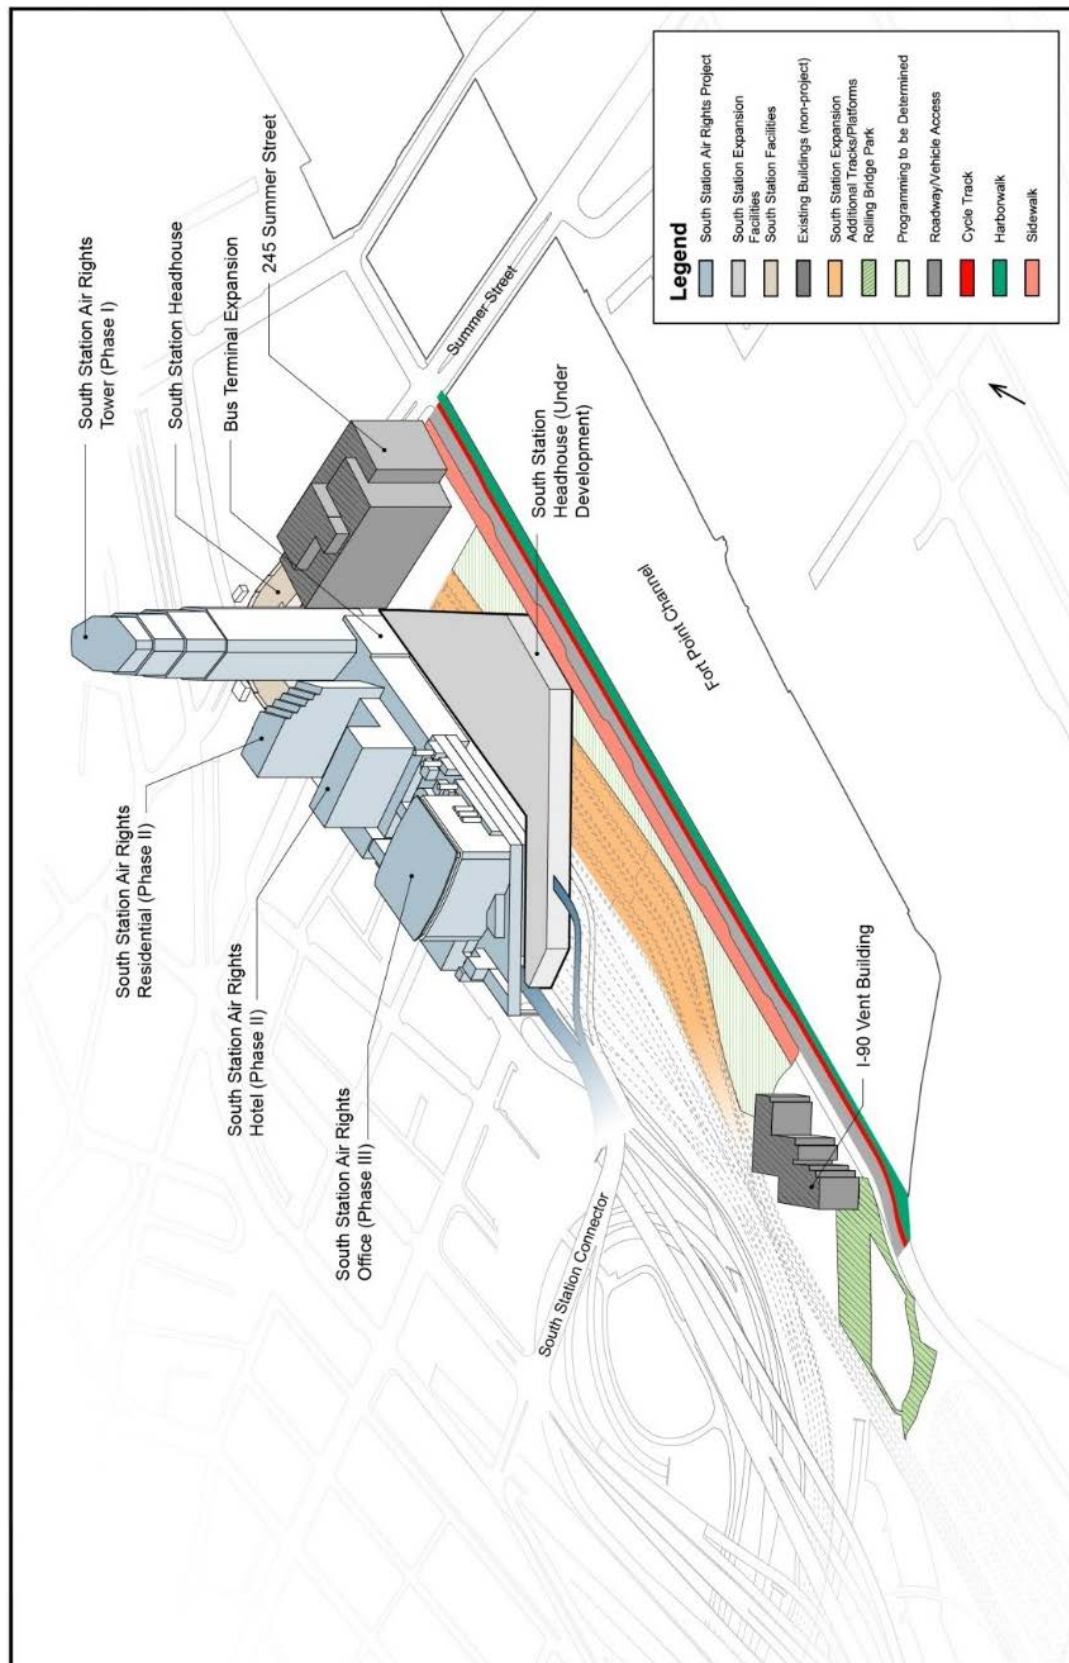 South Station Air Rights
Tower (Phase I)
South Station Headhouse
Bus Terminal Expansion
245 Summer Street
South Station Air Rights
Residential (Phase II)
South Station Air Rights
Hotel (Phase II)
South Station Air Rights
Office (Phase III)
South Station
Headhouse (Under
Development)
Summer Street
Fort Point Channel
I-90 Vent Building
South Station Connector
Legend
South Station Air Rights Project
South Station Expansion
Facilities
South Station Facilities
Existing Buildings (non-project)
South Station Expansion
Additional Tracks/Platforms
Rolling Bridge Park
Programming to be Determined
Roadway/Vehicle Access
Cycle Track
Harborwalk
Sidewalk